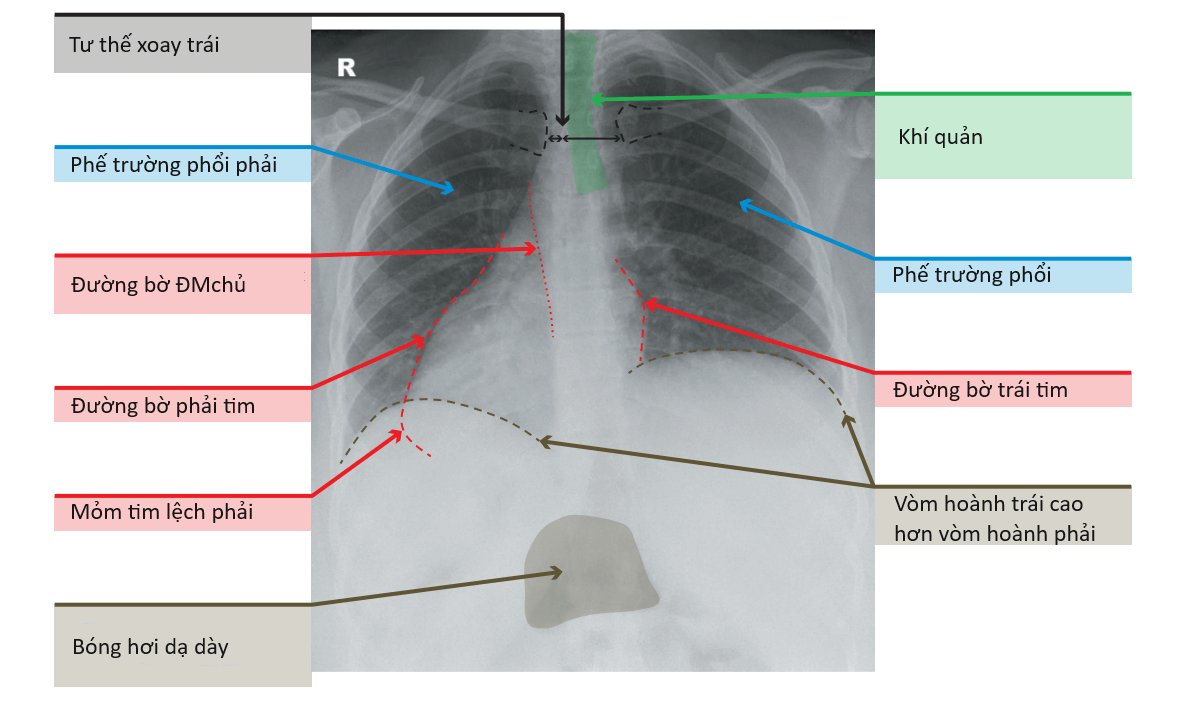 Tư thế xoay trái
R
Khí quản
Phế trường phổi phải
Phế trường phổi
Đường bờ ĐMchủ
Đường bờ trái tim
Đường bờ phải tim
Mỏm tim lệch phải
Vòm hoành trái cao
hơn vòm hoành phải
Bóng hơi dạ dày